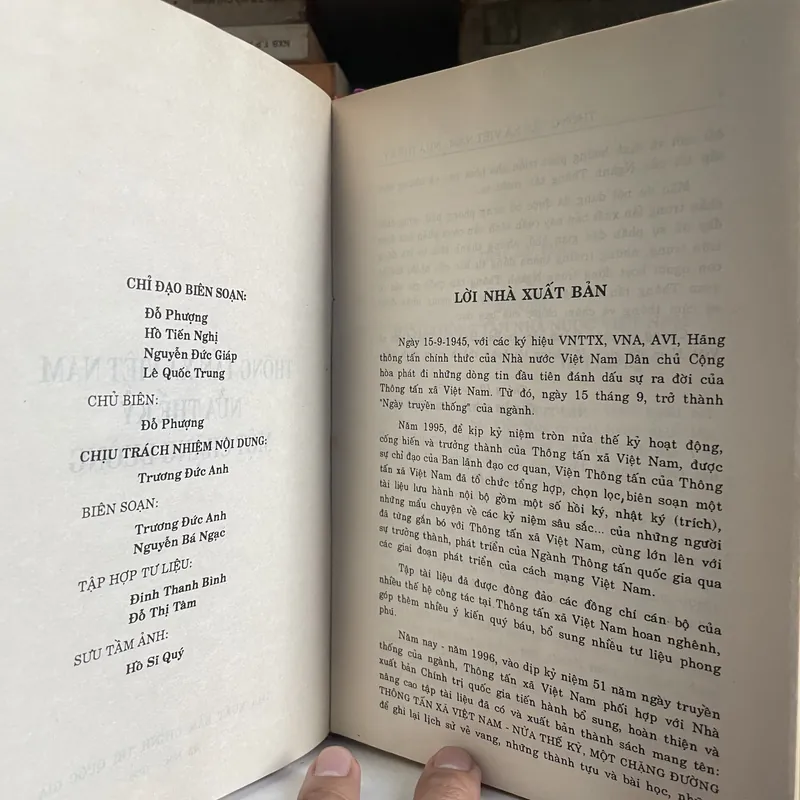 CHỈ ĐẠO BIÊN SOẠN:
Đỗ Phượng
Hồ Tiến Nghị
Nguyễn Đức Giáp
Lê Quốc Trung
CHỦ BIÊN:
Đỗ Phượng
CHỊU TRÁCH NHIỆM NỘI DUNG:
Trương Đức Anh
BIÊN SOẠN:
Trương Đức Anh
Nguyễn Bá Ngạc
TẬP HỢP TƯ LIỆU:
Đinh Thanh Bình
Đỗ Thị Tàm
SƯU TẦM ẢNH:
Hồ Sĩ Quý
LỜI NHÀ XUẤT BẢN
Ngày 15-9-1945, với các ký hiệu VNTTX, VNA, AVI, Hãng
thông tấn chính thức của Nhà nước Việt Nam Dân chủ Cộng
hòa phát đi những dòng tin đầu tiên đánh dấu sự ra đời của
Thông tấn xã Việt Nam. Từ đó, ngày 15 tháng 9, trở thành
"Ngày truyền thống" của ngành.
Năm 1995, để kịp kỷ niệm tròn nửa thế kỷ hoạt động,
cống hiến và trưởng thành của Thông tấn xã Việt Nam, được
sự chỉ đạo của Ban lãnh đạo cơ quan, Viện Thông tấn của Thông
tấn xã Việt Nam đã tổ chức tổng hợp, chọn lọc, biên soạn một
tài liệu lưu hành nội bộ gồm một số hồi ký, nhật ký (trích),
những mẩu chuyện về các kỷ niệm sâu sắc... của những người
đã từng gắn bó với Thông tấn xã Việt Nam, cùng lớn lên với
sự trưởng thành, phát triển của Ngành Thông tấn quốc gia qua
các giai đoạn phát triển của cách mạng Việt Nam.
Tập tài liệu đã được đông đảo các đồng chí cán bộ của
nhiều thế hệ công tác tại Thông tấn xã Việt Nam hoan nghênh,
góp thêm nhiều ý kiến quý báu, bổ sung nhiều tư liệu phong
phú.
Năm nay - năm 1996, vào dịp kỷ niệm 51 năm ngày truyền
thống của ngành, Thông tấn xã Việt Nam phối hợp với Nhà
xuất bản Chính trị quốc gia tiến hành bổ sung, hoàn thiện và
nâng cao tập tài liệu đã có và xuất bản thành sách mang tên:
THÔNG TẤN XÃ VIỆT NAM - NỬA THẾ KỶ, MỘT CHẶNG ĐƯỜNG
để ghi lại lịch sử vẻ vang, những thành tựu và bài học,